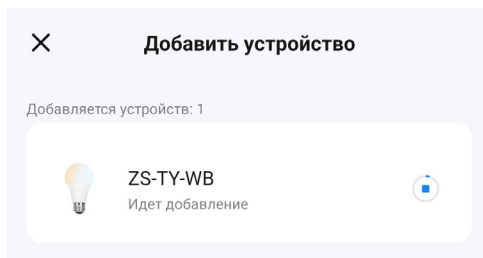 Добавить устройство
Добавляется устройств: 1
ZS-TY-WB
Идет добавление